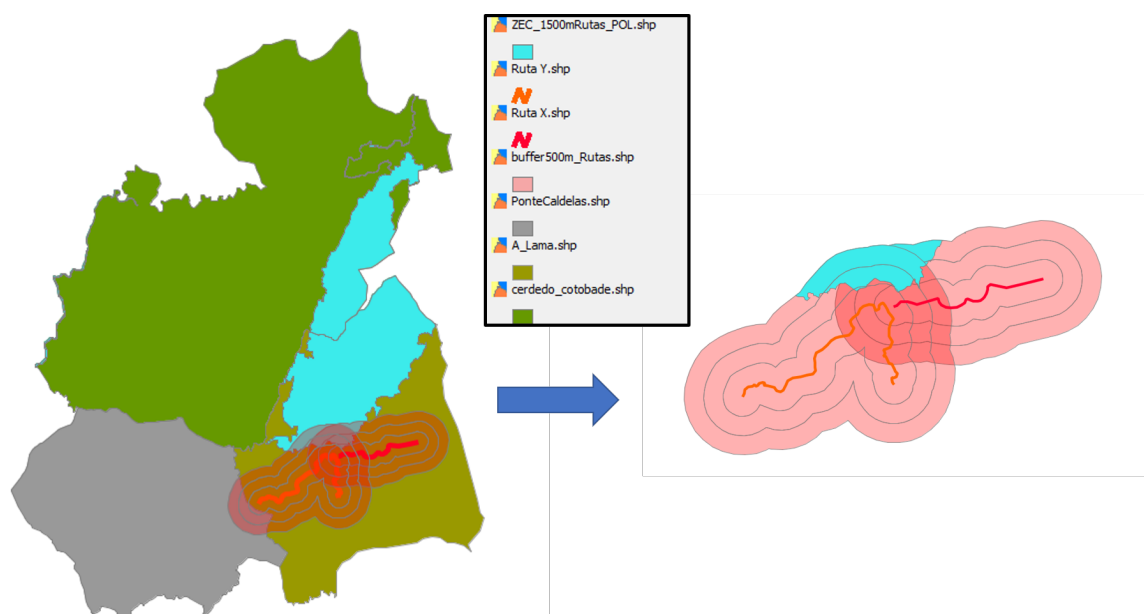 ZEC_1500mRutas_POL.shp
Ruta Y.shp
Ruta X.shp
buffer500m_Rutas.shp
PonteCaldelas.shp
A_Lama.shp
cerdedo_cotobade.shp